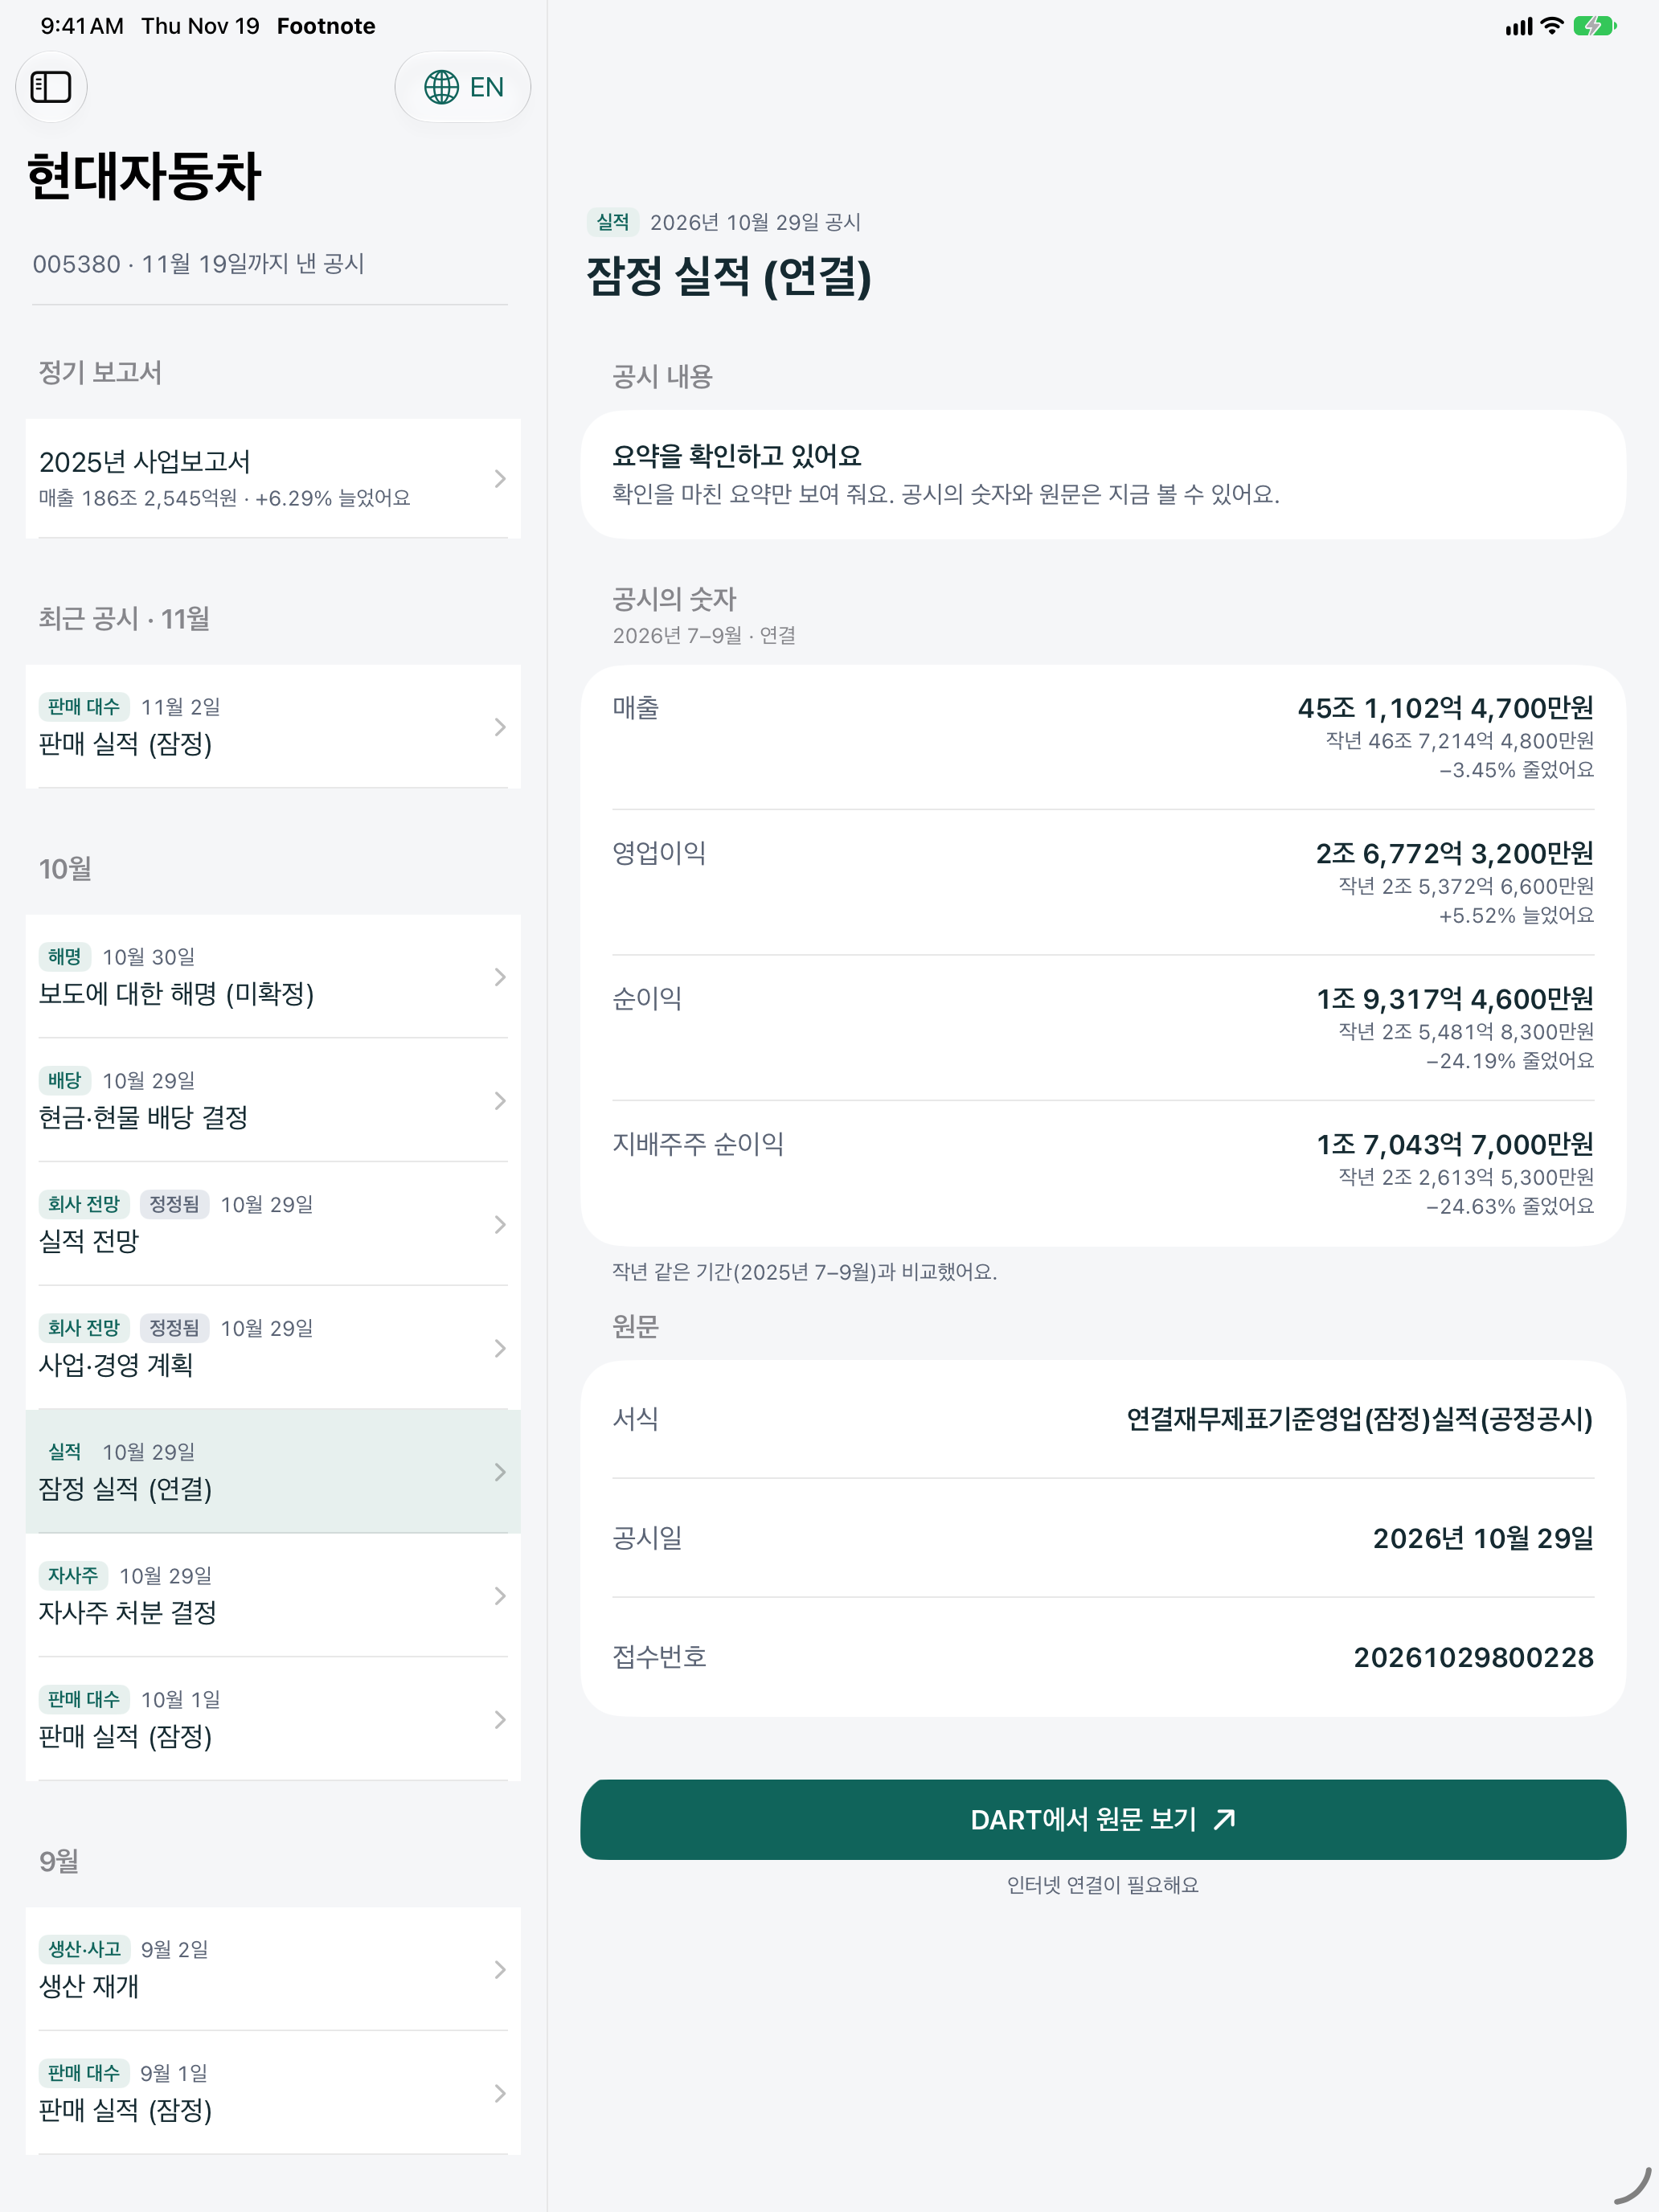 9:41 AM Thu Nov 19 Footnote
EN
현대자동차
005380 · 11월 19일까지 낸 공시
정기 보고서
2025년 사업보고서
매출 186조 2,545억원 · +6.29% 늘었어요
최근 공시 · 11월
판매 대수 11월 2일
판매 실적 (잠정)
10월
해명 10월 30일
보도에 대한 해명 (미확정)
배당 10월 29일
현금·현물 배당 결정
회사 전망 정정됨 10월 29일
실적 전망
회사 전망 정정됨 10월 29일
사업·경영 계획
실적 10월 29일
잠정 실적 (연결)
자사주 10월 29일
자사주 처분 결정
판매 대수 10월 1일
판매 실적 (잠정)
9월
생산·사고 9월 2일
생산 재개
판매 대수 9월 1일
판매 실적 (잠정)
실적 2026년 10월 29일 공시
잠정 실적 (연결)
공시 내용
요약을 확인하고 있어요
확인을 마친 요약만 보여 줘요. 공시의 숫자와 원문은 지금 볼 수 있어요.
공시의 숫자
2026년 7–9월 · 연결
매출 45조 1,102억 4,700만원
작년 46조 7,214억 4,800만원
−3.45% 줄었어요
영업이익 2조 6,772억 3,200만원
작년 2조 5,372억 6,600만원
+5.52% 늘었어요
순이익 1조 9,317억 4,600만원
작년 2조 5,481억 8,300만원
−24.19% 줄었어요
지배주주 순이익 1조 7,043억 7,000만원
작년 2조 2,613억 5,300만원
−24.63% 줄었어요
작년 같은 기간(2025년 7–9월)과 비교했어요.
원문
서식 연결재무제표기준영업(잠정)실적(공정공시)
공시일 2026년 10월 29일
접수번호 20261029800228
DART에서 원문 보기
인터넷 연결이 필요해요